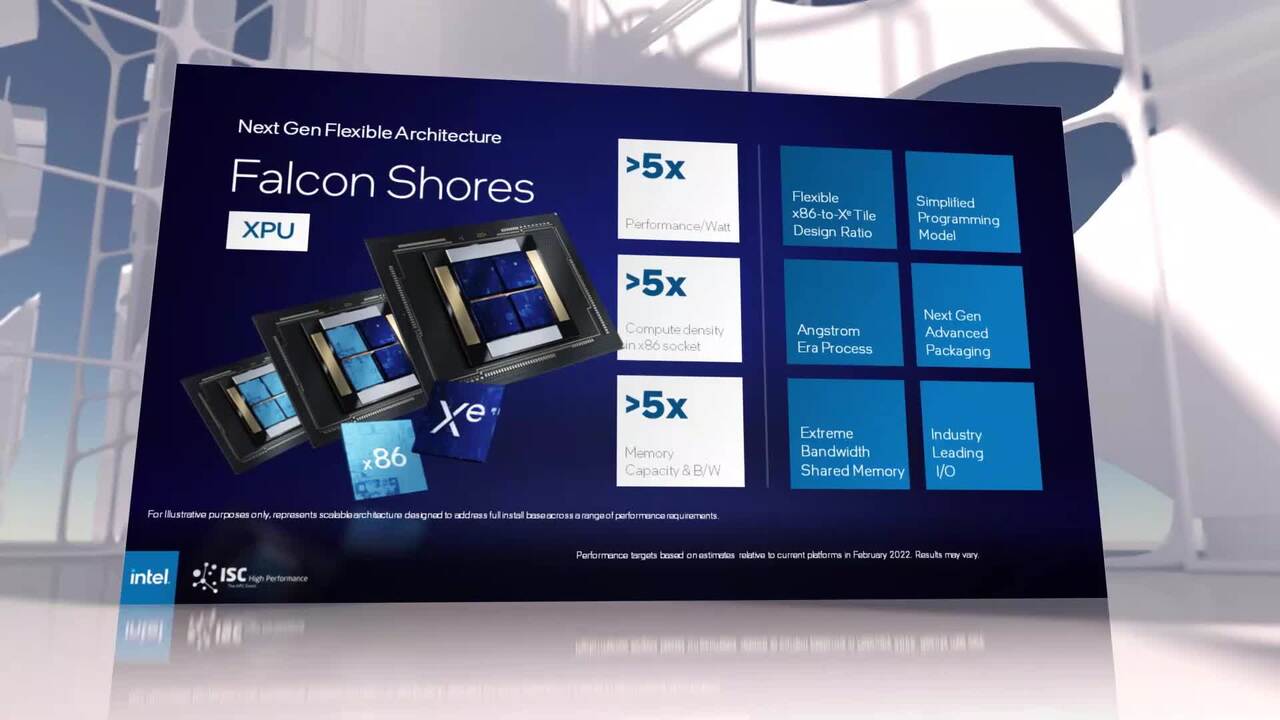 Next Gen Flexible Architecture
Falcon Shores
XPU
x86
Xe
>5x
Performance/Watt
>5x
Compute density
in x86 socket
>5x
Memory
Capacity & B/W
Flexible
x86-to-Xe Tile
Design Ratio
Simplified
Programming
Model
Angstrom
Era Process
Next Gen
Advanced
Packaging
Extreme
Bandwidth
Shared Memory
Industry
Leading
I/O
For Illustrative purposes only, represents scalable architecture designed to address full install base across a range of performance requirements.
Performance targets based on estimates relative to current platforms in February 2022. Results may vary.
intel.
ISC High Performance